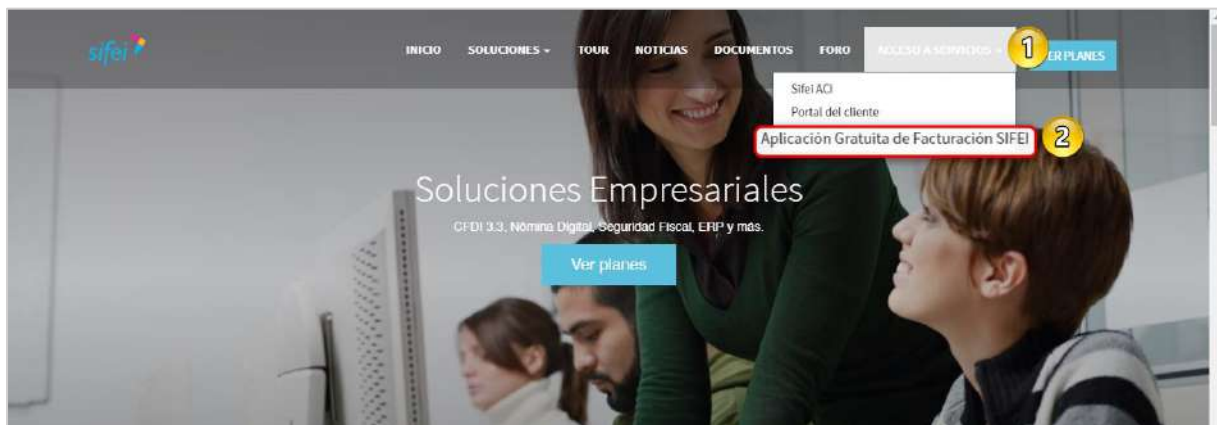 sifei
INICIO SOLUCIONES TOUR NOTICIAS DOCUMENTOS FORO ACCESO A SERVICIOS 1 ER PLANES
Sifei ACI
Portal del cliente
Aplicación Gratuita de Facturación SIFEI 2
Soluciones Empresariales
CFDI 3.3, Nómina Digital, Seguridad Fiscal, ERP y más.
Ver planes